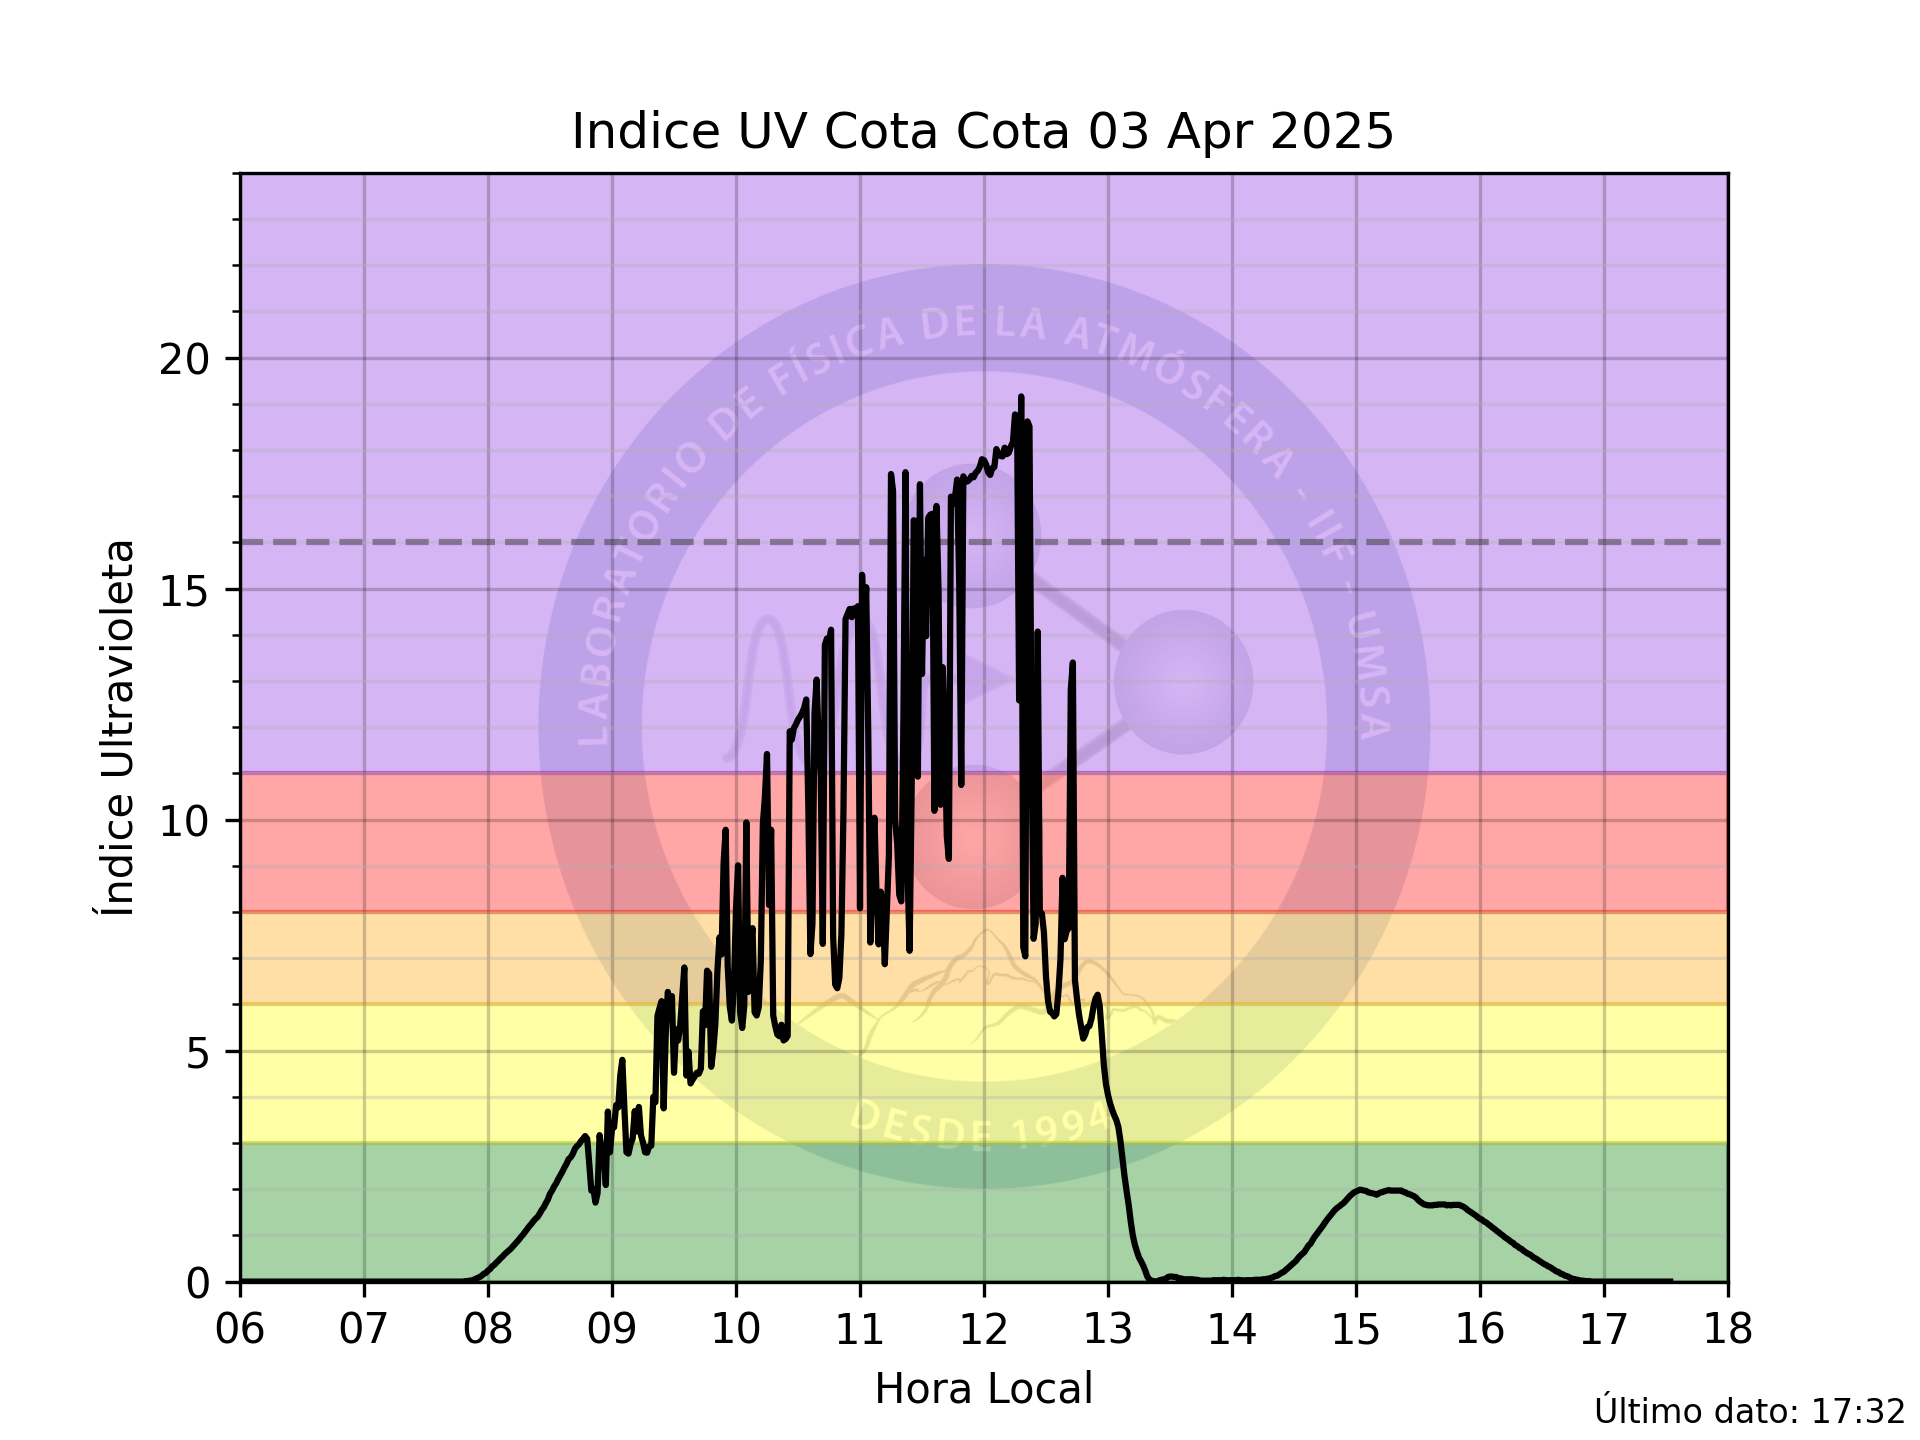 Indice UV Cota Cota 03 Apr 2025
Índice Ultravioleta
20
15
10
5
0
LABORATORIO DE FÍSICA DE LA ATMÓSFERA - IIF - UMSA
DESDE 1994
06 07 08 09 10 11 12 13 14 15 16 17 18
Hora Local
Último dato: 17:32